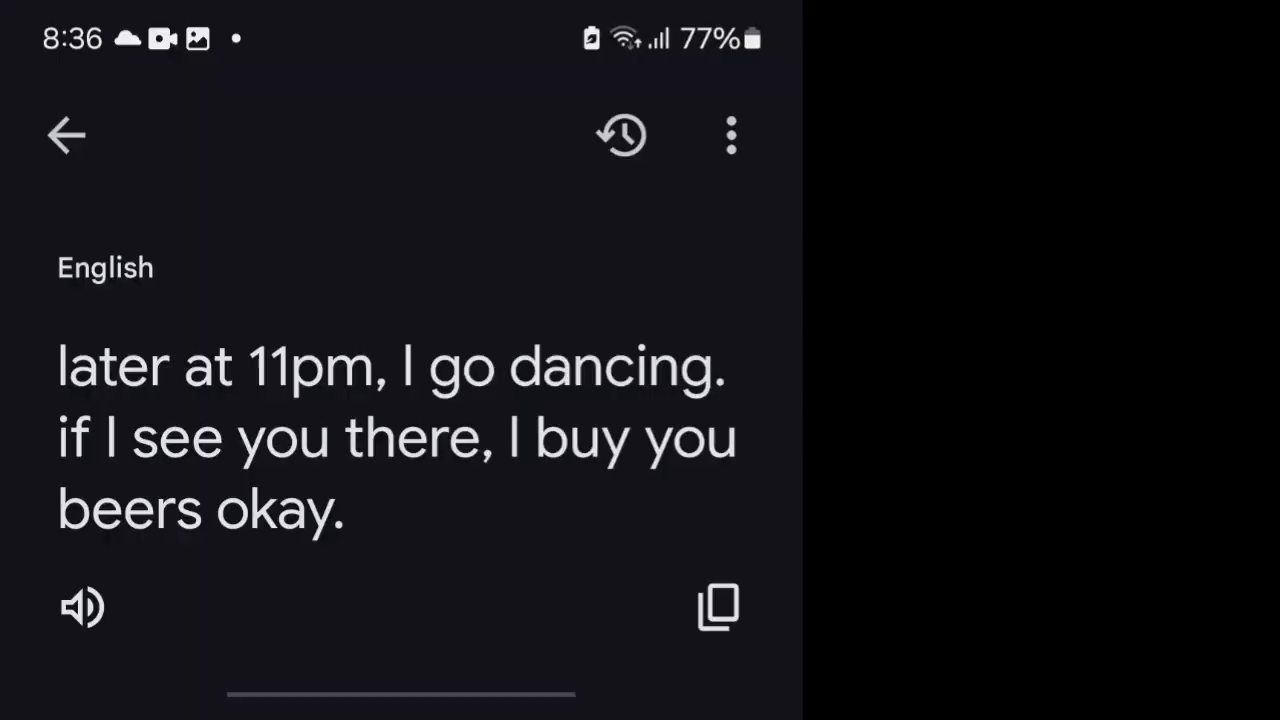 8:36 77%
English
later at 11pm, I go dancing.
if I see you there, I buy you
beers okay.